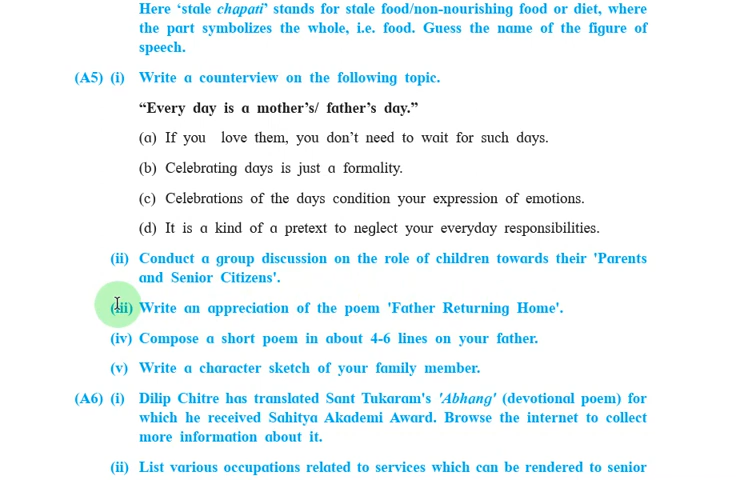 Here ‘stale chapati’ stands for stale food/non-nourishing food or diet, where
the part symbolizes the whole, i.e. food. Guess the name of the figure of
speech.
(A5) (i) Write a counterview on the following topic.
“Every day is a mother’s/ father’s day.”
(a) If you love them, you don’t need to wait for such days.
(b) Celebrating days is just a formality.
(c) Celebrations of the days condition your expression of emotions.
(d) It is a kind of a pretext to neglect your everyday responsibilities.
(ii) Conduct a group discussion on the role of children towards their 'Parents
and Senior Citizens'.
(iii) Write an appreciation of the poem 'Father Returning Home'.
(iv) Compose a short poem in about 4-6 lines on your father.
(v) Write a character sketch of your family member.
(A6) (i) Dilip Chitre has translated Sant Tukaram's 'Abhang' (devotional poem) for
which he received Sahitya Akademi Award. Browse the internet to collect
more information about it.
(ii) List various occupations related to services which can be rendered to senior